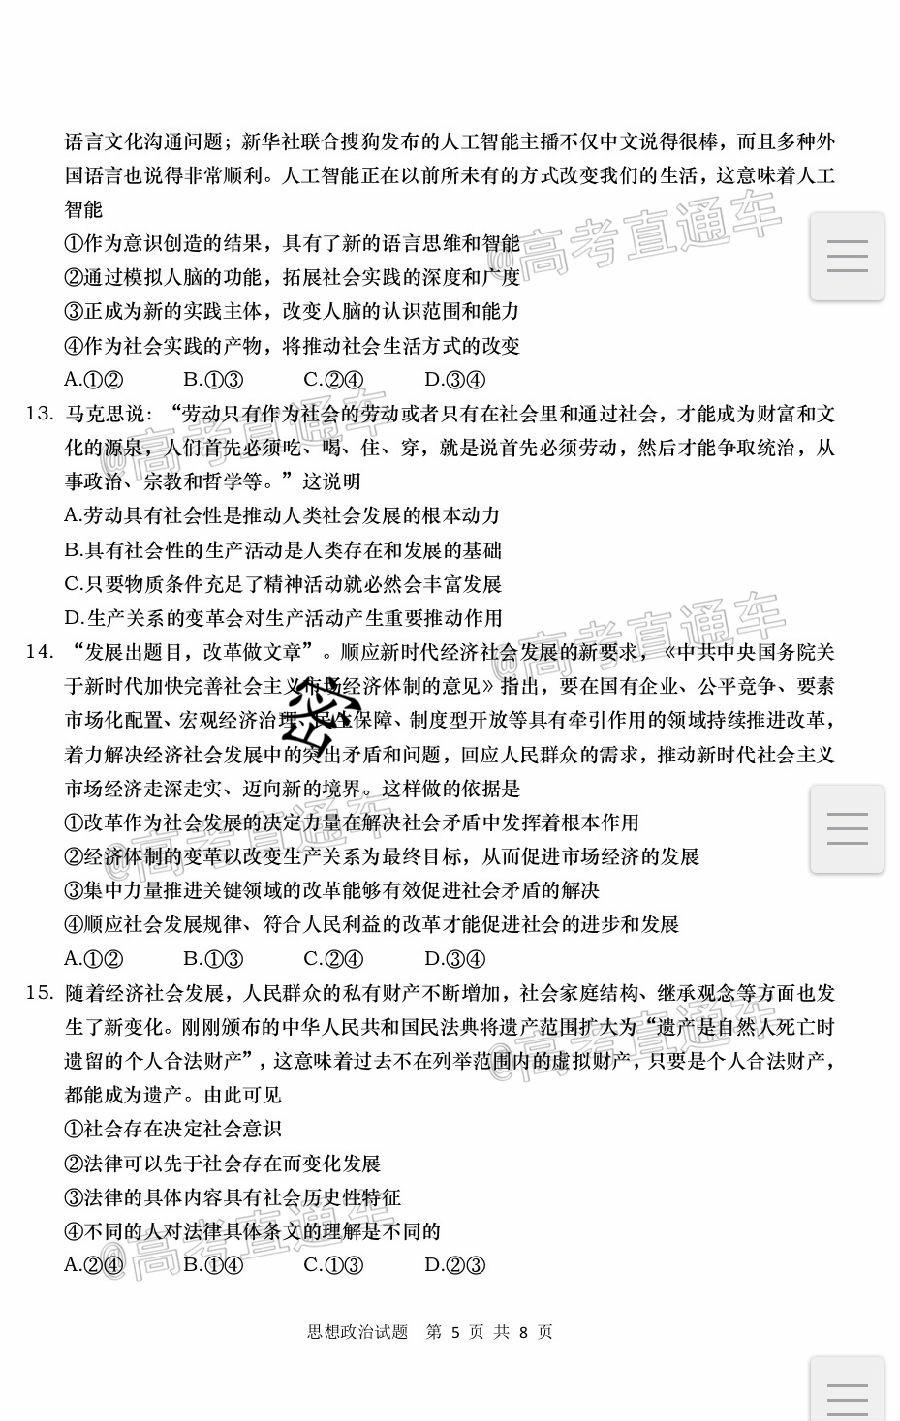 语言文化沟通问题；新华社联合搜狗发布的人工智能主播不仅中文说得很棒，而且多种外
国语言也说得非常顺利。人工智能正在以前所未有的方式改变我们的生活，这意味着人工
智能
①作为意识创造的结果，具有了新的语言思维和智能
②通过模拟人脑的功能，拓展社会实践的深度和广度
③正成为新的实践主体，改变人脑的认识范围和能力
④作为社会实践的产物，将推动社会生活方式的改变
A.①② B.①③ C.②④ D.③④
13. 马克思说：“劳动只有作为社会的劳动或者只有在社会里和通过社会，才能成为财富和文
化的源泉，人们首先必须吃、喝、住、穿，就是说首先必须劳动，然后才能争取统治，从
事政治、宗教和哲学等。”这说明
A.劳动具有社会性是推动人类社会发展的根本动力
B.具有社会性的生产活动是人类存在和发展的基础
C.只要物质条件充足了精神活动就必然会丰富发展
D.生产关系的变革会对生产活动产生重要推动作用
14. “发展出题目，改革做文章”。顺应新时代经济社会发展的新要求，《中共中央国务院关
于新时代加快完善社会主义市场经济体制的意见》指出，要在国有企业、公平竞争、要素
市场化配置、宏观经济治理、民生保障、制度型开放等具有牵引作用的领域持续推进改革，
着力解决经济社会发展中的突出矛盾和问题，回应人民群众的需求，推动新时代社会主义
市场经济走深走实、迈向新的境界。这样做的依据是
①改革作为社会发展的决定力量在解决社会矛盾中发挥着根本作用
②经济体制的变革以改变生产关系为最终目标，从而促进市场经济的发展
③集中力量推进关键领域的改革能够有效促进社会矛盾的解决
④顺应社会发展规律、符合人民利益的改革才能促进社会的进步和发展
A.①② B.①③ C.②④ D.③④
15. 随着经济社会发展，人民群众的私有财产不断增加，社会家庭结构、继承观念等方面也发
生了新变化。刚刚颁布的中华人民共和国民法典将遗产范围扩大为“遗产是自然人死亡时
遗留的个人合法财产”，这意味着过去不在列举范围内的虚拟财产，只要是个人合法财产，
都能成为遗产。由此可见
①社会存在决定社会意识
②法律可以先于社会存在而变化发展
③法律的具体内容具有社会历史性特征
④不同的人对法律具体条文的理解是不同的
A.②④ B.①④ C.①③ D.②③
思想政治试题 第 5 页 共 8 页
密
@高考直通车
@高考直通车
@高考直通车
@高考直通车
@高考直通车
@高考直通车